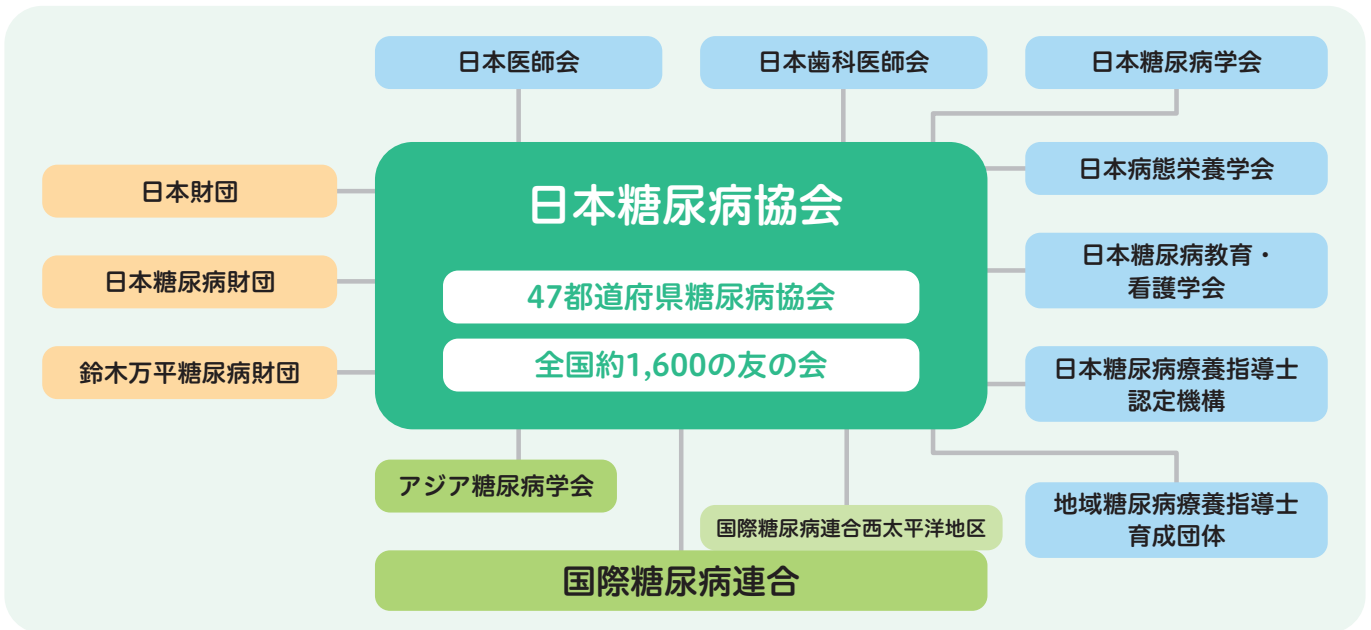 日本医師会
日本歯科医師会
日本糖尿病学会
日本財団
日本糖尿病財団
鈴木万平糖尿病財団
日本糖尿病協会
47都道府県糖尿病協会
全国約1,600の友の会
日本病態栄養学会
日本糖尿病教育・
看護学会
日本糖尿病療養指導士
認定機構
地域糖尿病療養指導士
育成団体
アジア糖尿病学会
国際糖尿病連合西太平洋地区
国際糖尿病連合